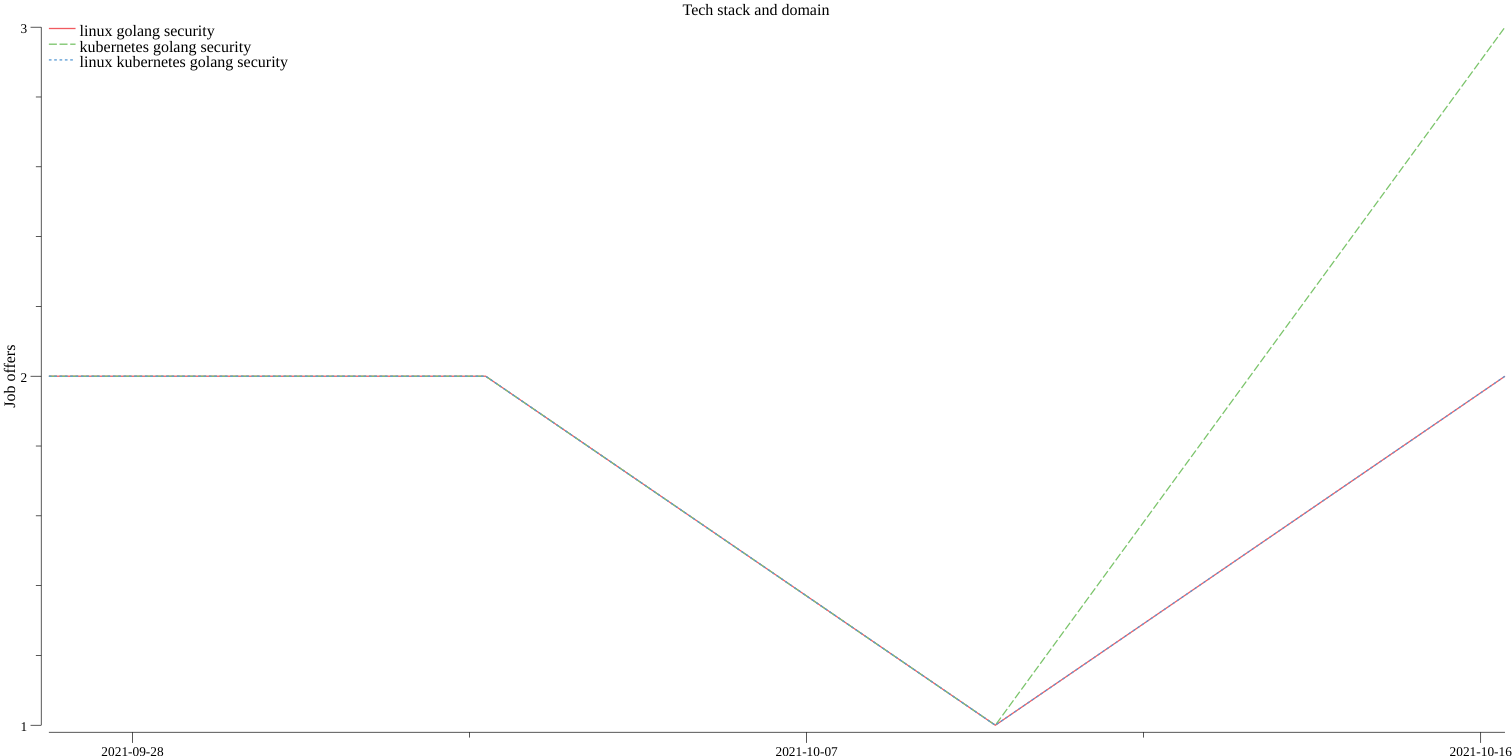 Tech stack and domain
3
linux golang security
kubernetes golang security
linux kubernetes golang security
Job offers
2
1
2021-09-28
2021-10-07
2021-10-16